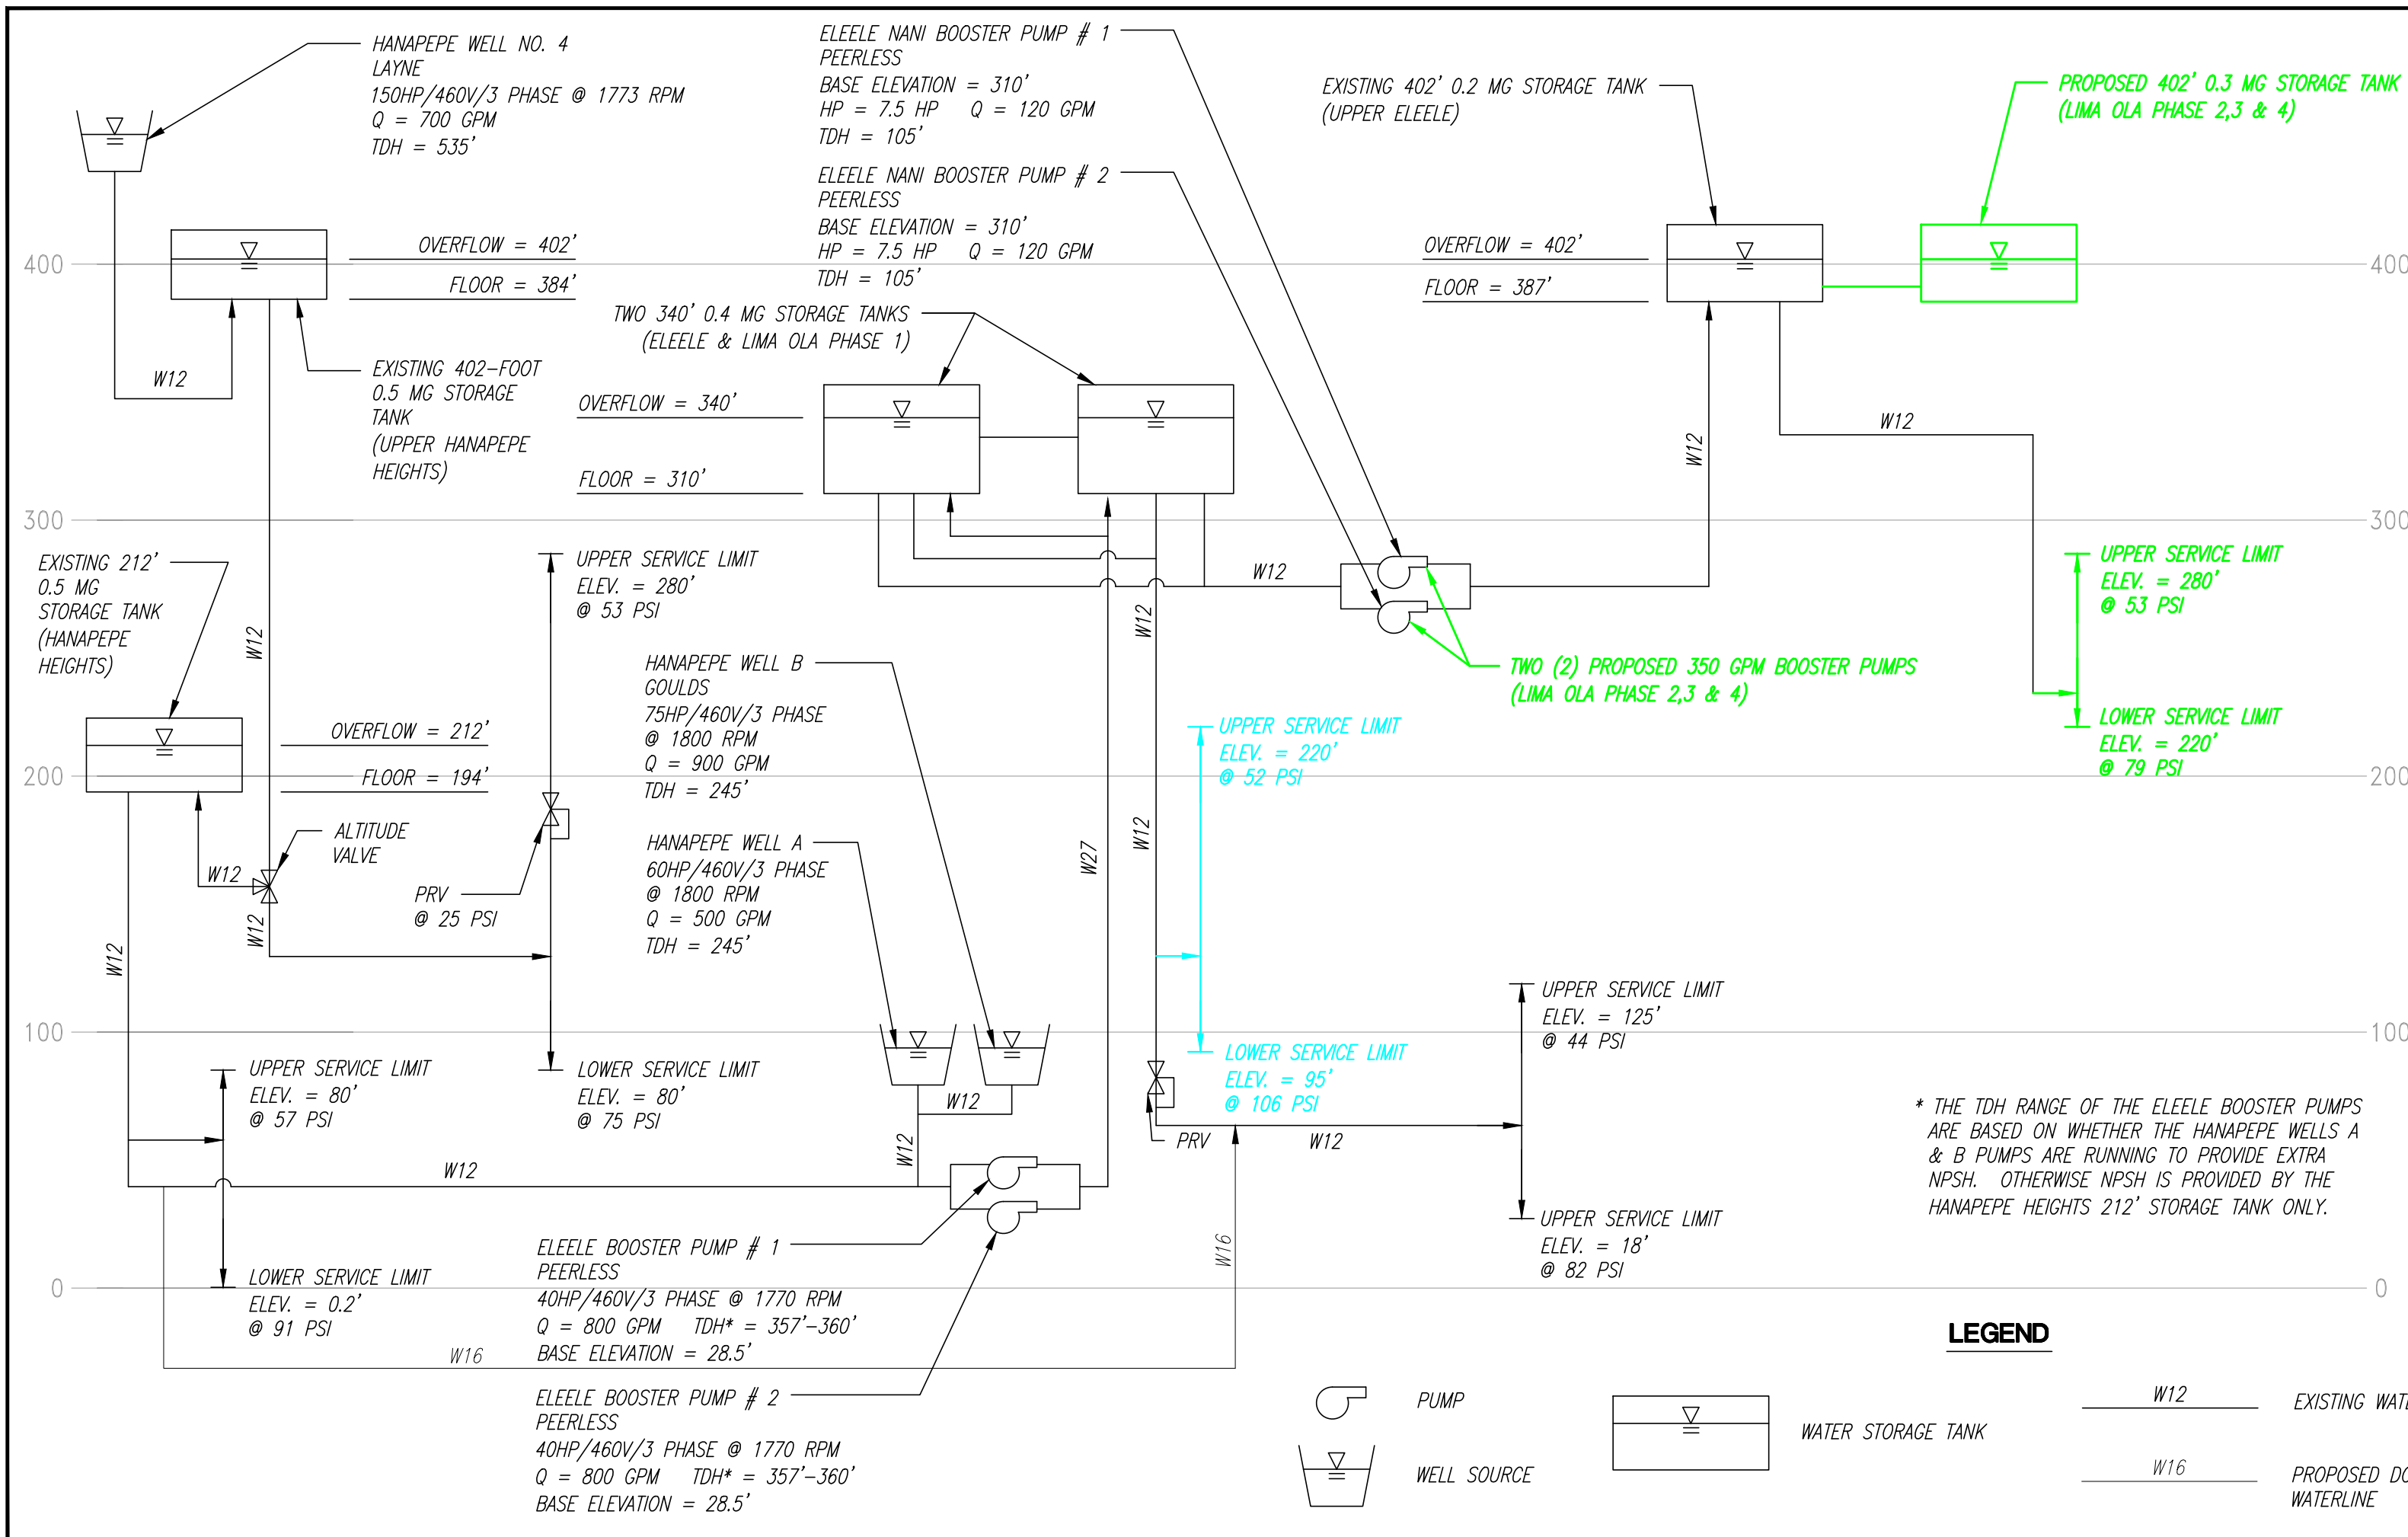 HANAPEPE WELL NO. 4
LAYNE
150HP/460V/3 PHASE @ 1773 RPM
Q = 700 GPM
TDH = 535'
ELEELE NANI BOOSTER PUMP # 1
PEERLESS
BASE ELEVATION = 310'
HP = 7.5 HP Q = 120 GPM
TDH = 105'
ELEELE NANI BOOSTER PUMP # 2
PEERLESS
BASE ELEVATION = 310'
HP = 7.5 HP Q = 120 GPM
TDH = 105'
EXISTING 402' 0.2 MG STORAGE TANK
(UPPER ELEELE)
PROPOSED 402' 0.3 MG STORAGE TANK
(LIMA OLA PHASE 2,3 & 4)
400
OVERFLOW = 402'
FLOOR = 384'
OVERFLOW = 402'
FLOOR = 387'
400
TWO 340' 0.4 MG STORAGE TANKS
(ELEELE & LIMA OLA PHASE 1)
W12
EXISTING 402-FOOT
0.5 MG STORAGE
TANK
(UPPER HANAPEPE
HEIGHTS)
OVERFLOW = 340'
FLOOR = 310'
W12
W12
300
300
EXISTING 212'
0.5 MG
STORAGE TANK
(HANAPEPE
HEIGHTS)
W12
UPPER SERVICE LIMIT
ELEV. = 280'
@ 53 PSI
W12
W12
UPPER SERVICE LIMIT
ELEV. = 280'
@ 53 PSI
HANAPEPE WELL B
GOULDS
75HP/460V/3 PHASE
@ 1800 RPM
Q = 900 GPM
TDH = 245'
TWO (2) PROPOSED 350 GPM BOOSTER PUMPS
(LIMA OLA PHASE 2,3 & 4)
OVERFLOW = 212'
FLOOR = 194'
UPPER SERVICE LIMIT
ELEV. = 220'
@ 52 PSI
LOWER SERVICE LIMIT
ELEV. = 220'
@ 79 PSI
200
200
ALTITUDE
VALVE
W12
PRV
@ 25 PSI
HANAPEPE WELL A
60HP/460V/3 PHASE
@ 1800 RPM
Q = 500 GPM
TDH = 245'
W27
W12
W12
W12
100
100
UPPER SERVICE LIMIT
ELEV. = 125'
@ 44 PSI
UPPER SERVICE LIMIT
ELEV. = 80'
@ 57 PSI
LOWER SERVICE LIMIT
ELEV. = 80'
@ 75 PSI
W12
W12
LOWER SERVICE LIMIT
ELEV. = 95'
@ 106 PSI
PRV
W12
* THE TDH RANGE OF THE ELEELE BOOSTER PUMPS
ARE BASED ON WHETHER THE HANAPEPE WELLS A
& B PUMPS ARE RUNNING TO PROVIDE EXTRA
NPSH. OTHERWISE NPSH IS PROVIDED BY THE
HANAPEPE HEIGHTS 212' STORAGE TANK ONLY.
W12
UPPER SERVICE LIMIT
ELEV. = 18'
@ 82 PSI
W16
0
0
LOWER SERVICE LIMIT
ELEV. = 0.2'
@ 91 PSI
ELEELE BOOSTER PUMP # 1
PEERLESS
40HP/460V/3 PHASE @ 1770 RPM
Q = 800 GPM TDH* = 357'-360'
BASE ELEVATION = 28.5'
W16
ELEELE BOOSTER PUMP # 2
PEERLESS
40HP/460V/3 PHASE @ 1770 RPM
Q = 800 GPM TDH* = 357'-360'
BASE ELEVATION = 28.5'
LEGEND
PUMP
WELL SOURCE
WATER STORAGE TANK
W12
EXISTING
W16
PROPOSED
WATERLINE